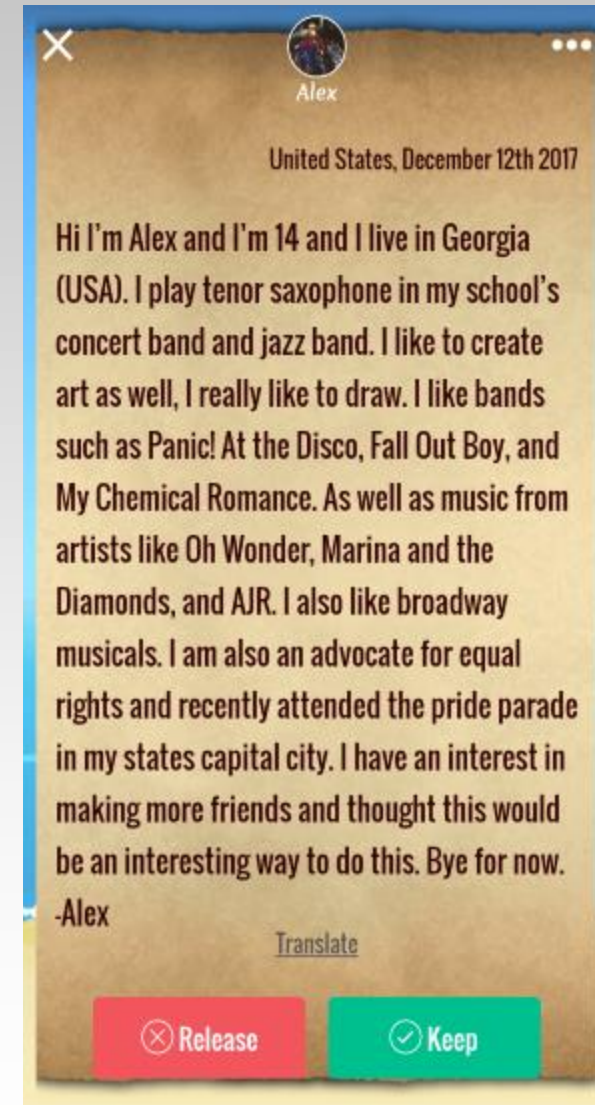 Alex
United States, December 12th 2017
Hi I'm Alex and I'm 14 and I live in Georgia
(USA). I play tenor saxophone in my school's
concert band and jazz band. I like to create
art as well, I really like to draw. I like bands
such as Panic! At the Disco, Fall Out Boy, and
My Chemical Romance. As well as music from
artists like Oh Wonder, Marina and the
Diamonds, and AJR. I also like broadway
musicals. I am also an advocate for equal
rights and recently attended the pride parade
in my states capital city. I have an interest in
making more friends and thought this would
be an interesting way to do this. Bye for now.
-Alex
Translate
Release
Keep